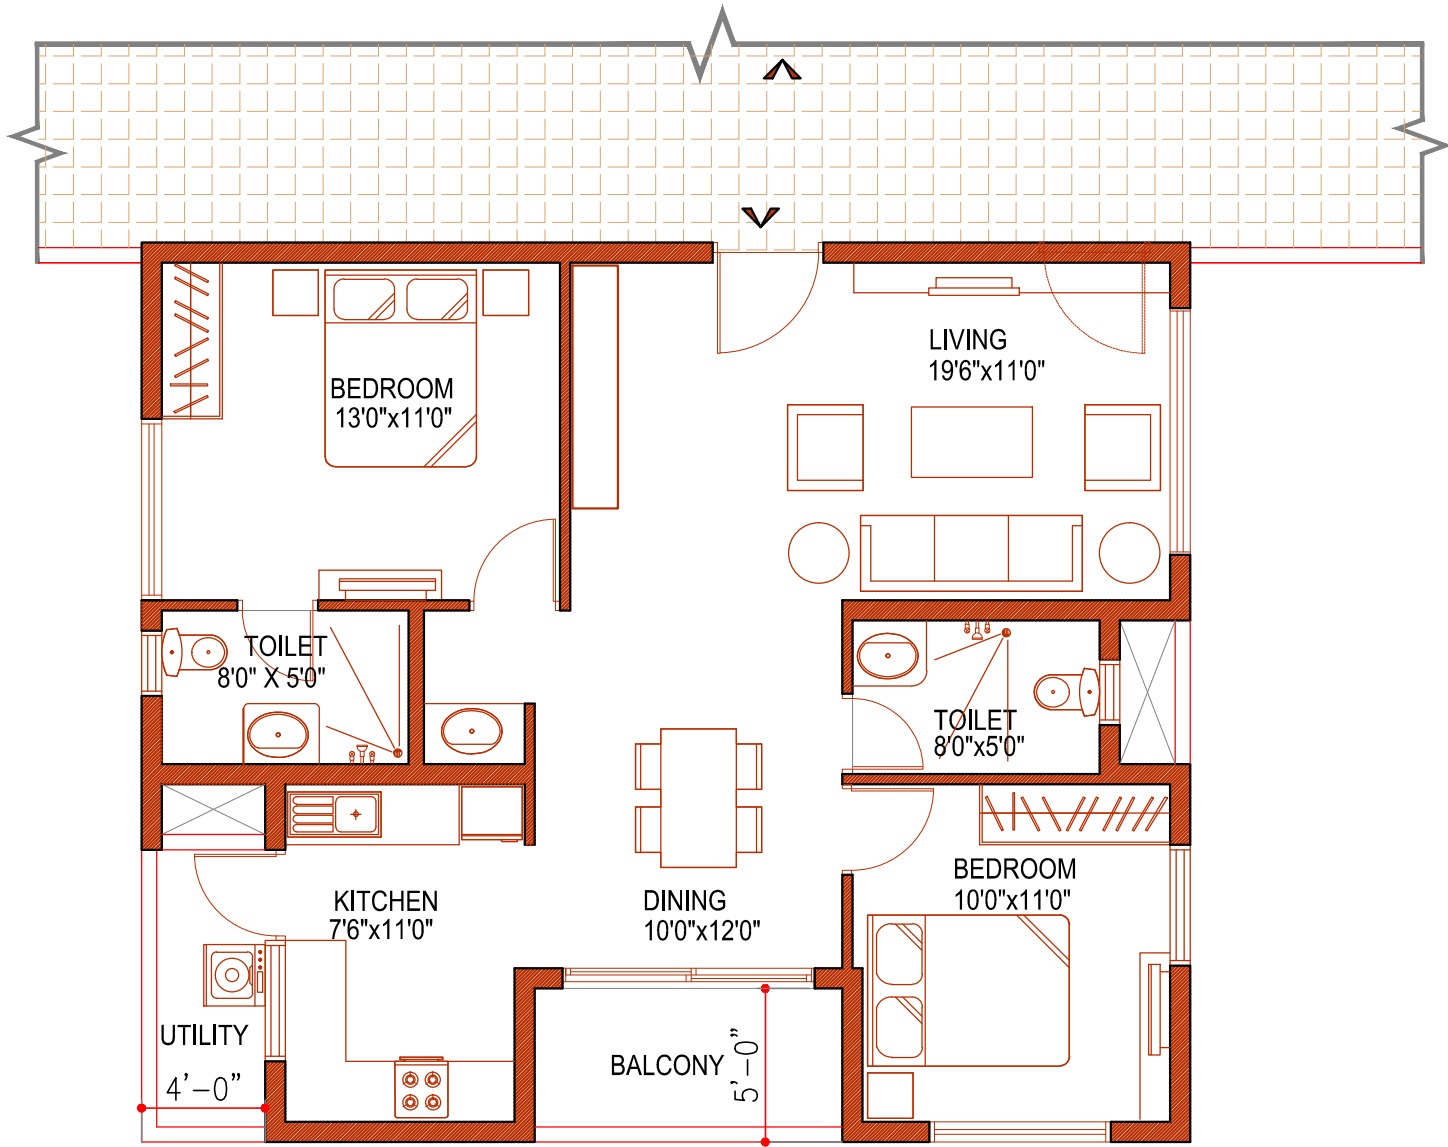 LIVING
19'6"x11'0"
BEDROOM
13'0"x11'0"
TOILET
8'0" X 5'0"
TOILET
8'0"x5'0"
BEDROOM
10'0"x11'0"
KITCHEN
7'6"x11'0"
DINING
10'0"x12'0"
UTILITY
4'-0"
BALCONY
5'-0"